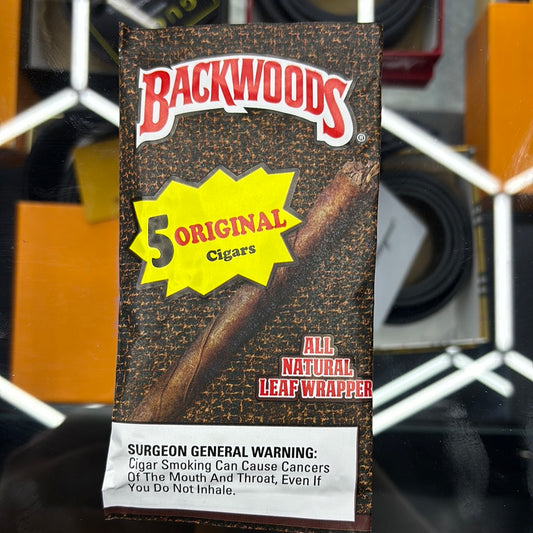 BACKWOODS®
5 ORIGINAL
Cigars
ALL
NATURAL
LEAF WRAPPER
SURGEON GENERAL WARNING:
Cigar Smoking Can Cause Cancers
Of The Mouth And Throat, Even If
You Do Not Inhale.